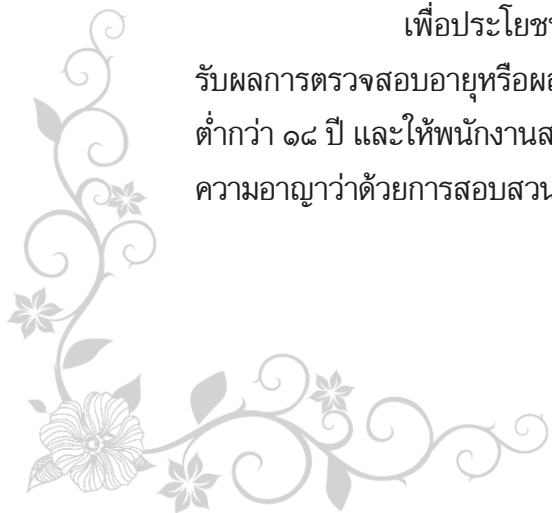 เพื่อประโยชน
รับผลการตรวจสอบอายุหรือผล
ต่ำกว่า ๑๘ ปี และให้พนักงานส
ความอาญาว่าด้วยการสอบสวน